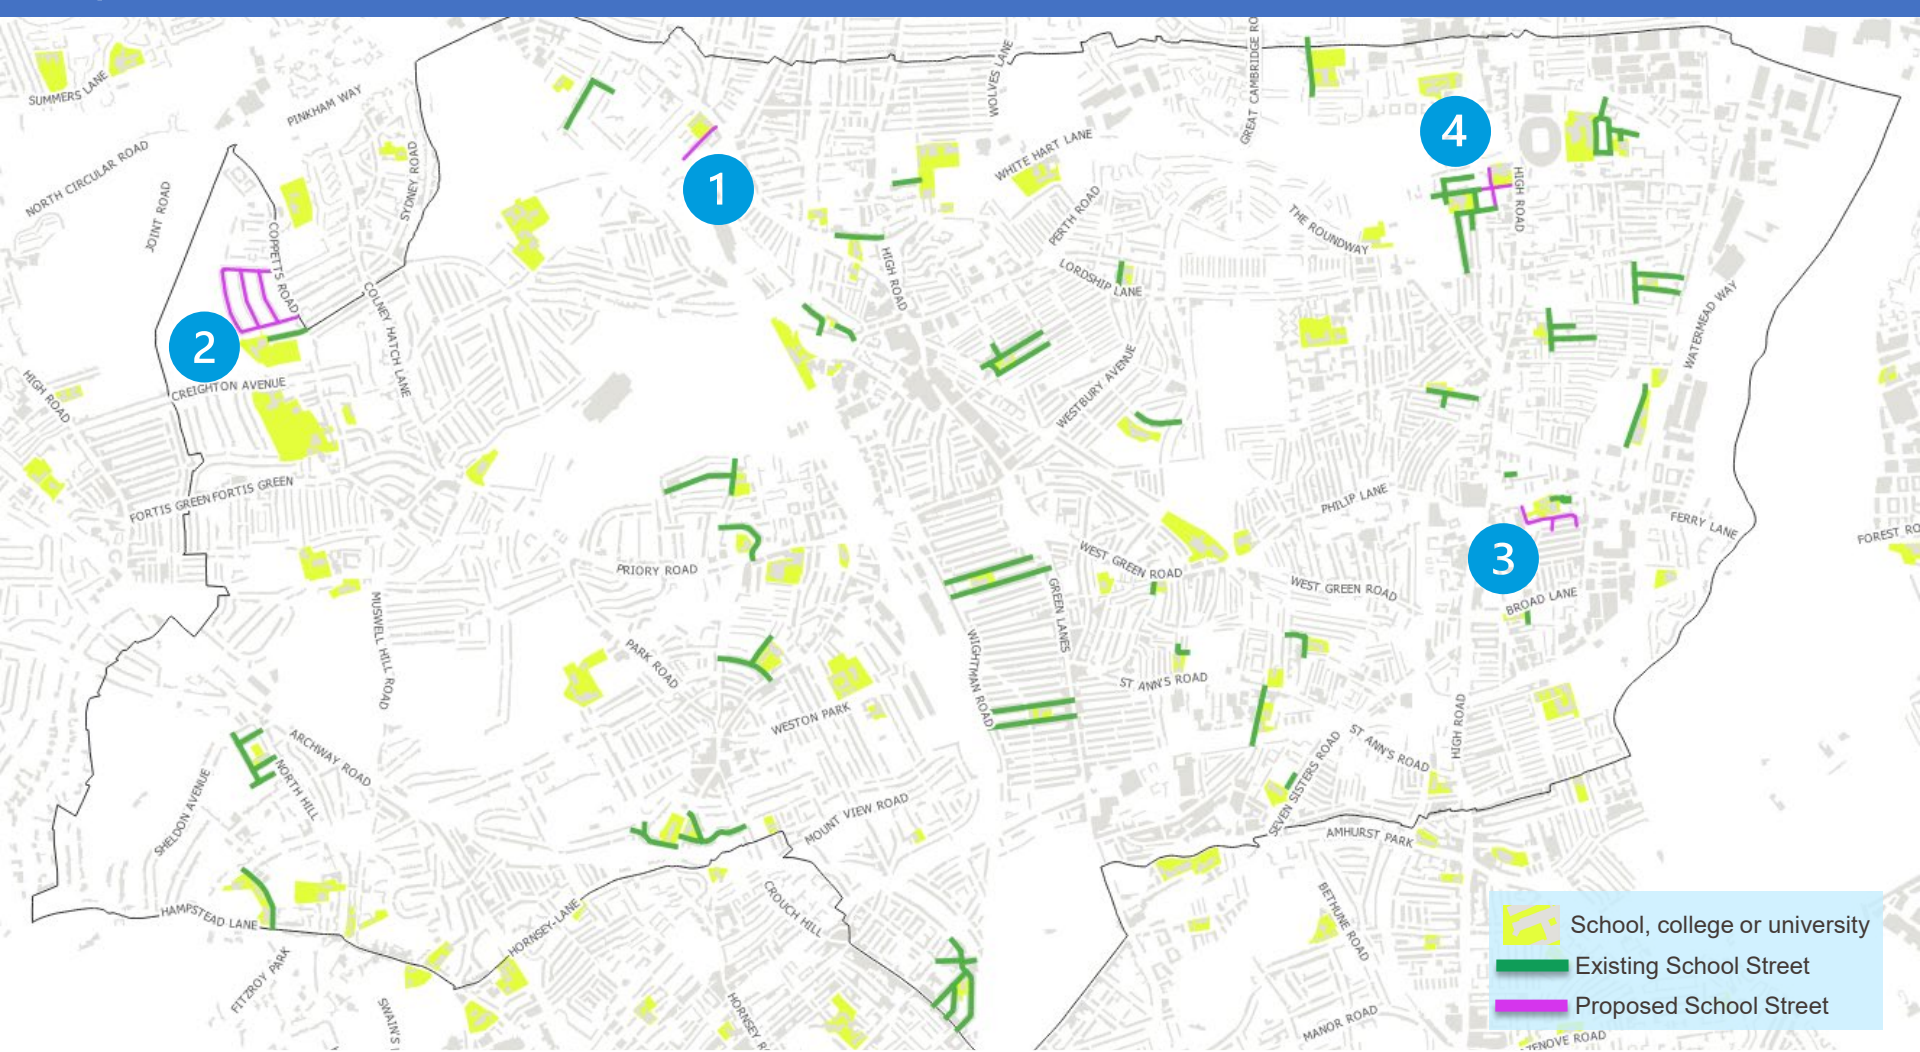 SUMMERS LANE
PINKHAM WAY
NORTH CIRCULAR ROAD
JOINT ROAD
SYDNEY ROAD
COPPETTS ROAD
COLNEY HATCH LANE
WOLVES LANE
WHITE HART LANE
GREAT CAMBRIDGE RO
1
4
HIGH ROAD
PERTH ROAD
THE ROUNDWAY
LORDSHIP LANE
HIGH ROAD
WATERMEAD WAY
2
HIGH ROAD
CREIGHTON AVENUE
WESTBURY AVENUE
FORTIS GREEN
FORTIS GREEN
PHILIP LANE
FERRY LANE
FOREST RO
3
PRIORY ROAD
WEST GREEN ROAD
WEST GREEN ROAD
GREEN LANES
BROAD LANE
MUSWELL HILL ROAD
PARK ROAD
WIGHTMAN ROAD
ST ANN'S ROAD
WESTON PARK
ST ANN'S ROAD
HIGH ROAD
ARCHWAY ROAD
NORTH HILL
SHELDON AVENUE
MOUNT VIEW ROAD
SEVEN SISTERS ROAD
AMHURST PARK
HAMPSTEAD LANE
HORNSEY-LANE
CROUCH HILL
BETHUNE ROAD
FITZROY PARK
SWAIN'S
HORNSEY
MANOR ROAD
ZENOVE ROAD
School, college or university
Existing School Street
Proposed School Street